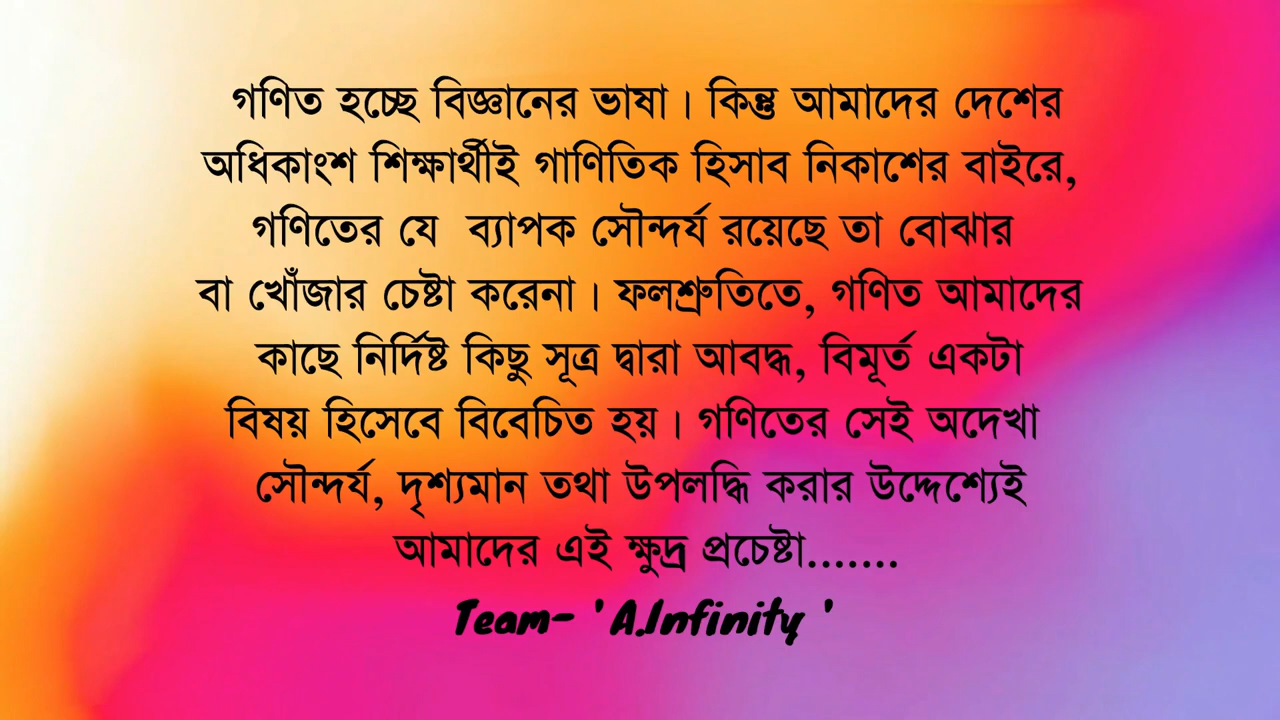 গণিত হচ্ছে বিজ্ঞানের ভাষা। কিন্তু আমাদের দেশের
অধিকাংশ শিক্ষার্থীই গাণিতিক হিসাব নিকাশের বাইরে,
গণিতের যে ব্যাপক সৌন্দর্য রয়েছে তা বোঝার
বা খোঁজার চেষ্টা করেনা। ফলশ্রুতিতে, গণিত আমাদের
কাছে নির্দিষ্ট কিছু সূত্র দ্বারা আবদ্ধ, বিমূর্ত একটা
বিষয় হিসেবে বিবেচিত হয়। গণিতের সেই অদেখা
সৌন্দর্য, দৃশ্যমান তথা উপলদ্ধি করার উদ্দেশ্যেই
আমাদের এই ক্ষুদ্র প্রচেষ্টা.......
Team- ' A.Infinity '